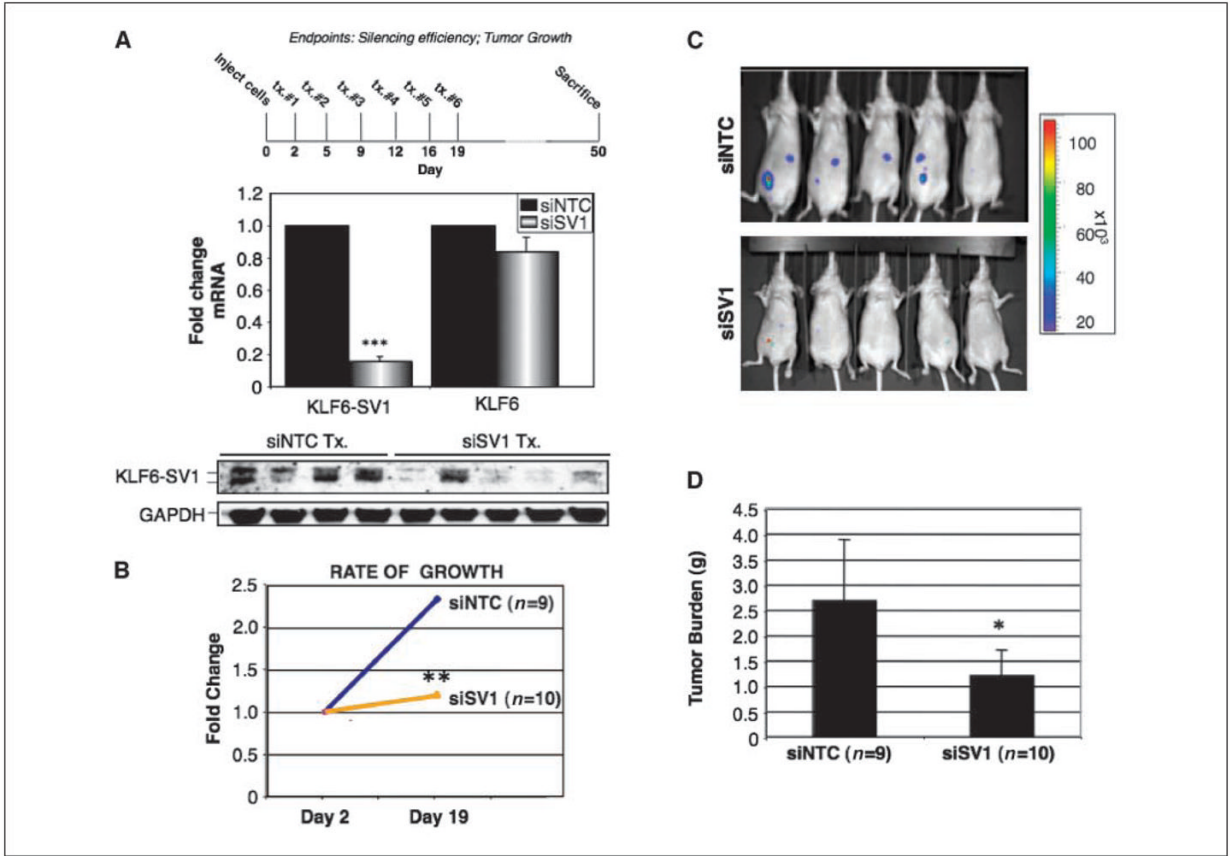 A
Endpoints: Silencing efficiency; Tumor Growth
Inject cells
tx.#1
tx.#2
tx.#3
tx.#4
tx.#5
tx.#6
Sacrifice
0 2 5 9 12 16 19 50
Day
1.2
1.0
0.8
0.6
0.4
0.2
0
Fold change
mRNA
siNTC
siSV1
***
KLF6-SV1 KLF6
siNTC Tx. siSV1 Tx.
KLF6-SV1
GAPDH
B
RATE OF GROWTH
2.5
2.0
1.5
1.0
0.5
0
Fold Change
siNTC (n=9)
**
siSV1 (n=10)
Day 2 Day 19
C
siNTC
siSV1
100
80
60
40
20
x10³
D
4.5
4.0
3.5
3.0
2.5
2.0
1.5
1.0
0.5
0
Tumor Burden (g)
*
siNTC (n=9) siSV1 (n=10)